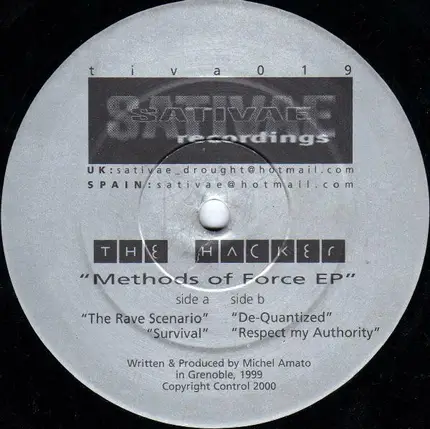 tiva019
SATIVAE
recordings
UK:sativae_drought@hotmail.com
SPAIN:sativae@hotmail.com
THE HACKER
"Methods of Force EP"
side a side b
"The Rave Scenario" "De-Quantized"
"Survival" "Respect my Authority"
Written & Produced by Michel Amato
in Grenoble, 1999
Copyright Control 2000